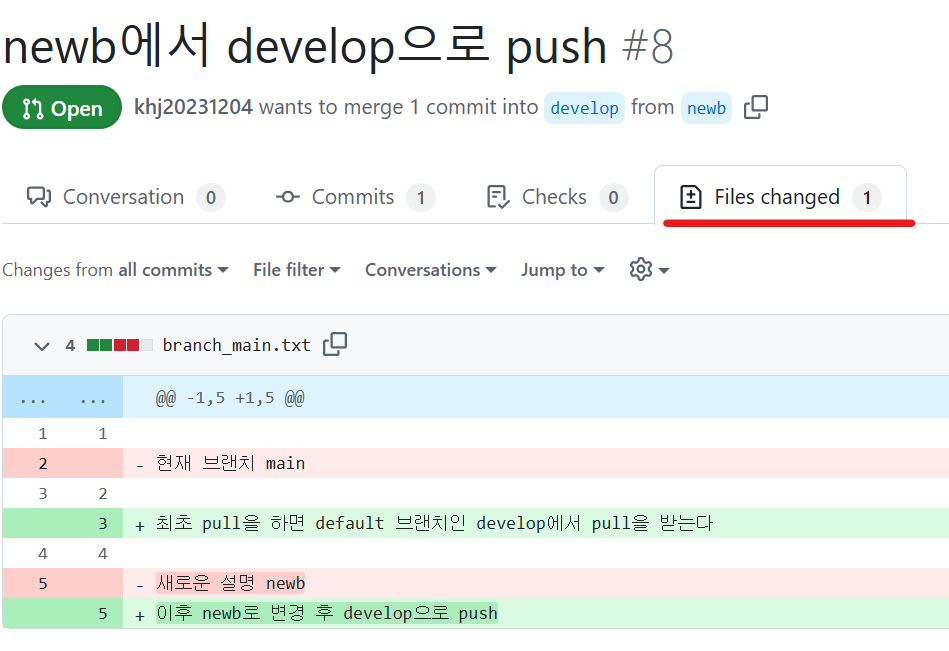 newb에서 develop으로 push #8
Open khj20231204 wants to merge 1 commit into develop from newb
Conversation 0 Commits 1 Checks 0 Files changed 1
Changes from all commits File filter Conversations Jump to
4 branch_main.txt
... ... @@ -1,5 +1,5 @@
1 1
2 - 현재 브랜치 main
3 2
3 + 최초 pull을 하면 default 브랜치인 develop에서 pull을 받는다
4 4
5 - 새로운 설명 newb
5 + 이후 newb로 변경 후 develop으로 push